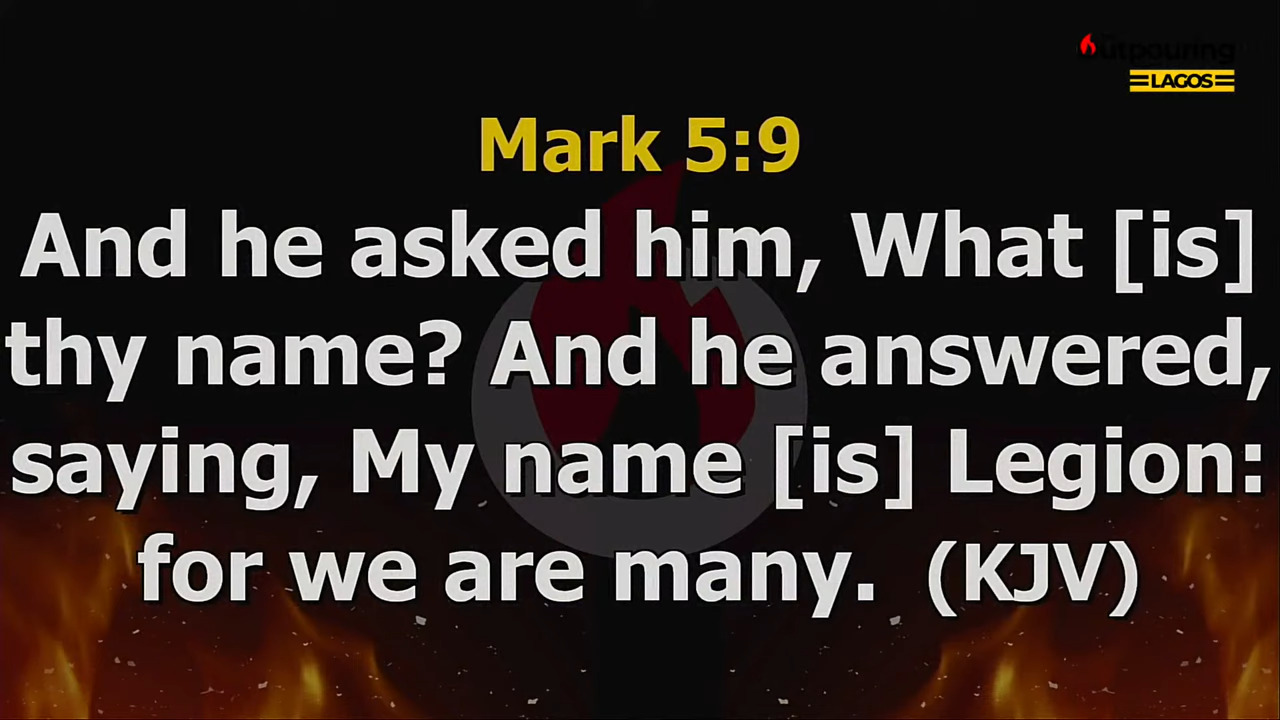 Outpouring
LAGOS
Mark 5:9
And he asked him, What [is]
thy name? And he answered,
saying, My name [is] Legion:
for we are many. (KJV)